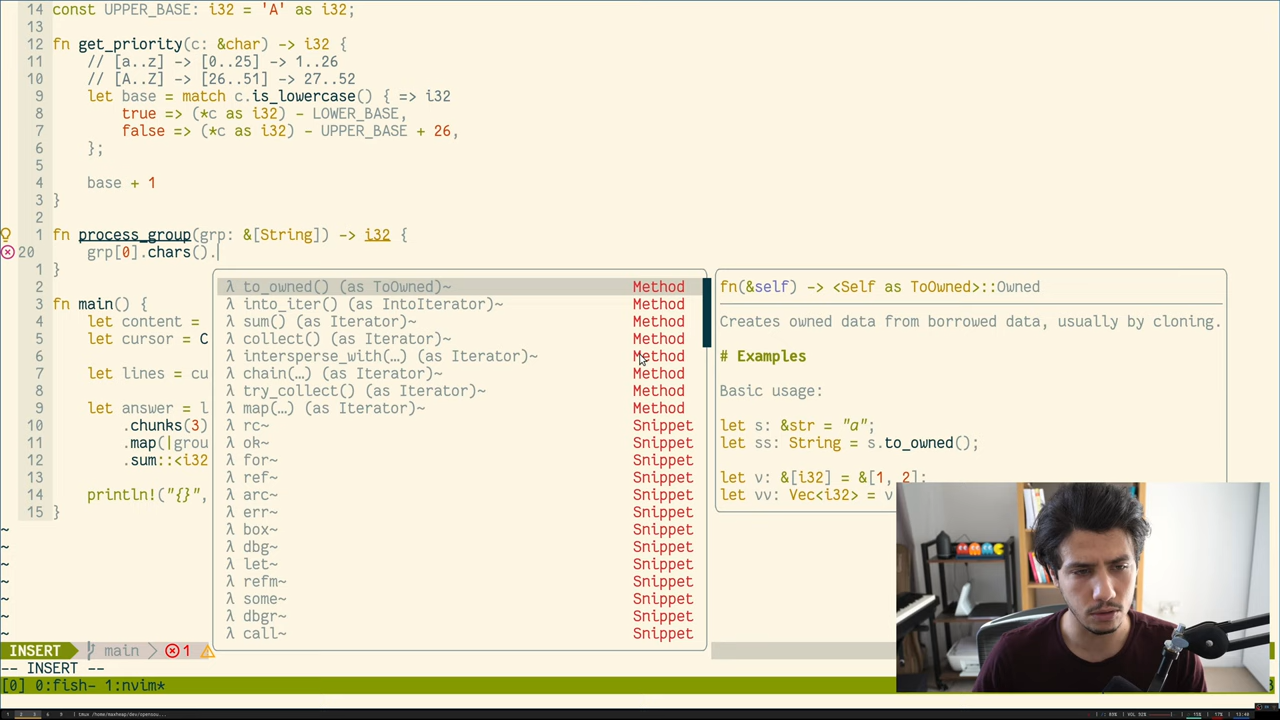 14 const UPPER_BASE: i32 = 'A' as i32;
13
12 fn get_priority(c: &char) -> i32 {
11 // [a..z] -> [0..25] -> 1..26
10 // [A..Z] -> [26..51] -> 27..52
9 let base = match c.is_lowercase() { => i32
8 true => (*c as i32) - LOWER_BASE,
7 false => (*c as i32) - UPPER_BASE + 26,
6 };
5
4 base + 1
3 }
2
1 fn process_group(grp: &[String]) -> i32 {
20 grp[0].chars().
1 }
2
3 fn main() {
4 let content =
5 let cursor = C
6
7 let lines = cu
8
9 let answer = l
10 .chunks(3)
11 .map(|grou
12 .sum::<i32
13
14 println!("{}",
15 }
λ to_owned() (as ToOwned)~ Method
λ into_iter() (as IntoIterator)~ Method
λ sum() (as Iterator)~ Method
λ collect() (as Iterator)~ Method
λ intersperse_with(…) (as Iterator)~ Method
λ chain(…) (as Iterator)~ Method
λ try_collect() (as Iterator)~ Method
λ map(…) (as Iterator)~ Method
λ rc~ Snippet
λ ok~ Snippet
λ for~ Snippet
λ ref~ Snippet
λ arc~ Snippet
λ err~ Snippet
λ box~ Snippet
λ dbg~ Snippet
λ let~ Snippet
λ refm~ Snippet
λ some~ Snippet
λ dbgr~ Snippet
λ call~ Snippet
fn(&self) -> <Self as ToOwned>::Owned
Creates owned data from borrowed data, usually by cloning.
# Examples
Basic usage:
let s: &str = "a";
let ss: String = s.to_owned();
let v: &[i32] = &[1, 2];
let vv: Vec<i32> = v
~
~
~
~
~
~
~
INSERT main 1
-- INSERT --
[0] 0:fish- 1:nvim*